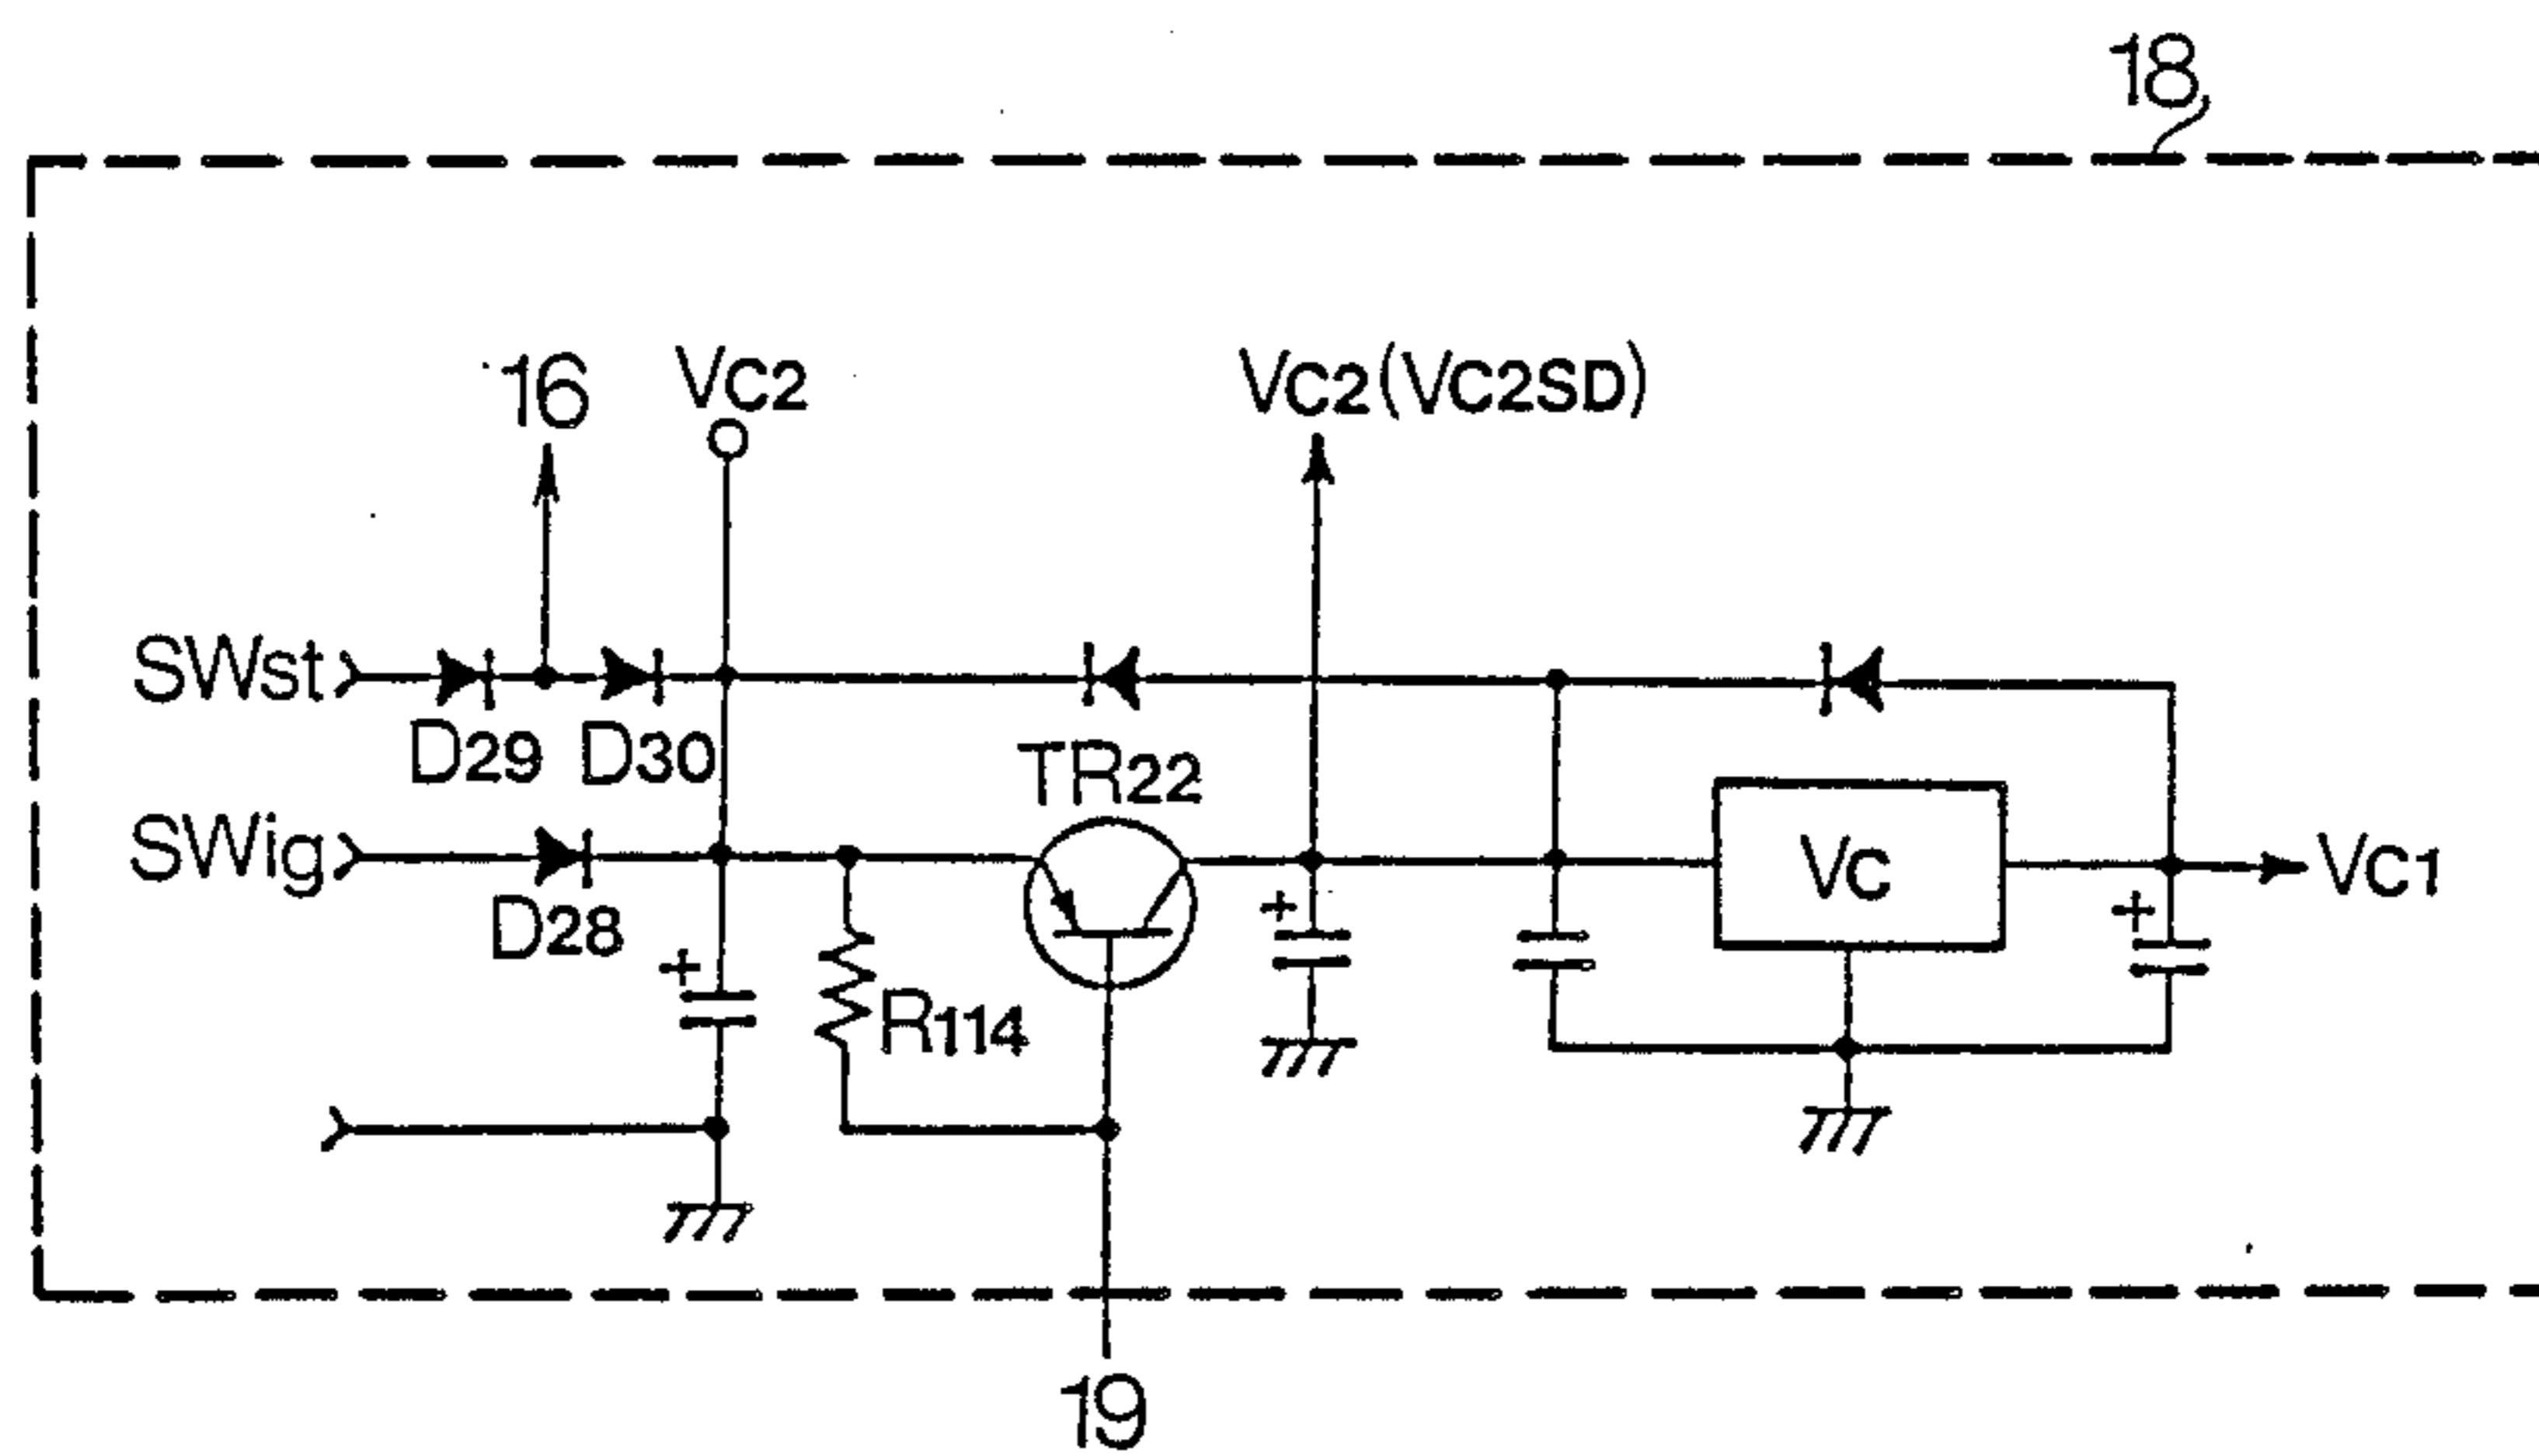 18
16
VC2
VC2(VC2SD)
SWst
D29
D30
TR22
SWig
D28
VC
VC1
+
+
+
R114
19